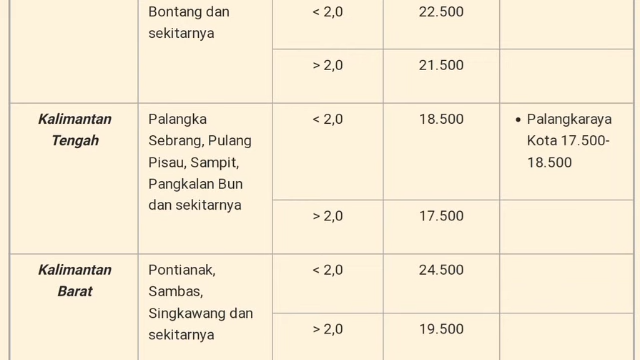 Bontang dan
sekitarnya
< 2,0
22.500
> 2,0
21.500
Kalimantan
Tengah
Palangka
Sebrang, Pulang
Pisau, Sampit,
Pangkalan Bun
dan sekitarnya
< 2,0
18.500
• Palangkaraya
Kota 17.500-
18.500
> 2,0
17.500
Kalimantan
Barat
Pontianak,
Sambas,
Singkawang dan
sekitarnya
< 2,0
24.500
> 2,0
19.500